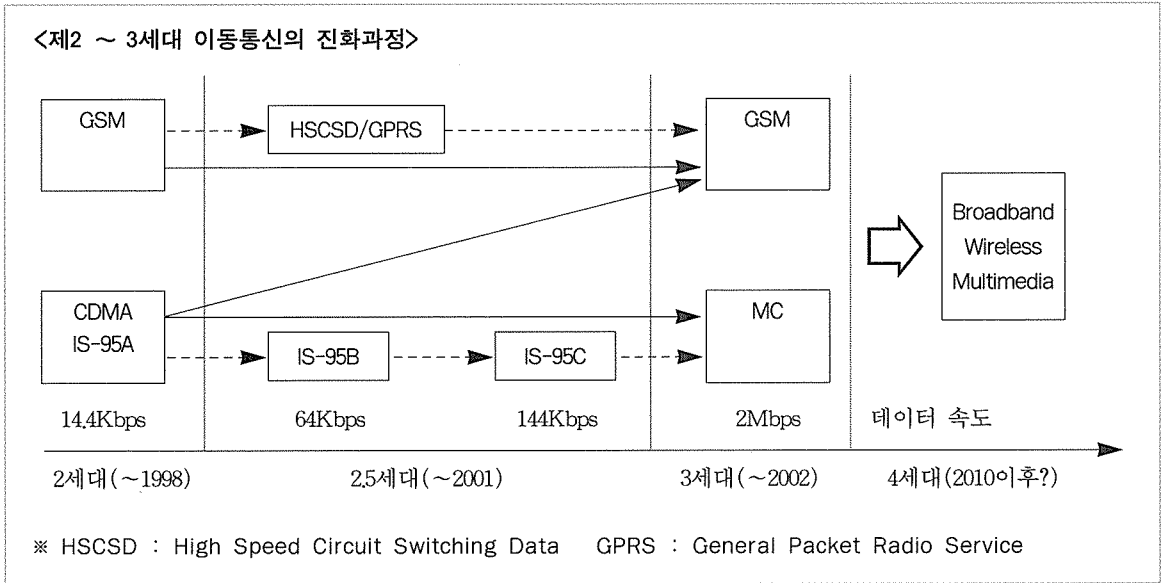 <제2 ~ 3세대 이동통신의 진화과정>
GSM
HSCSD/GPRS
GSM
Broadband
Wireless
Multimedia
CDMA
IS-95A
IS-95B
IS-95C
MC
14.4Kbps 64Kbps 144Kbps 2Mbps 데이터 속도
2세대(~1998) 2.5세대(~2001) 3세대(~2002) 4세대(2010이후?)
※ HSCSD : High Speed Circuit Switching Data GPRS : General Packet Radio Service